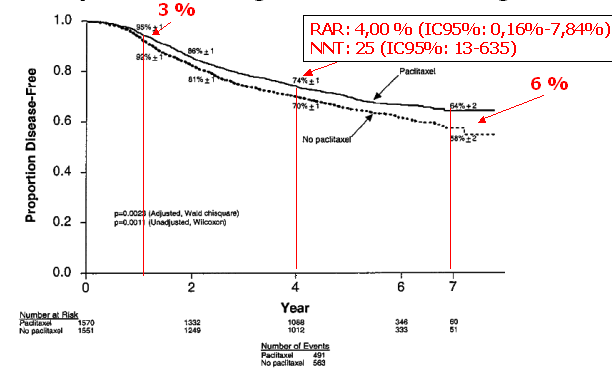 3 %
RAR: 4,00 % (IC95%: 0,16%-7,84%)
NNT: 25 (IC95%: 13-635)
6 %
Proportion Disease-Free
1.0
0.8
0.6
0.4
0.2
0.0
95% ± 1
92% ± 1
86% ± 1
81% ± 1
74% ± 1
70% ± 1
64% ± 2
58% ± 2
Paclitaxel
No paclitaxel
p=0.0023 (Adjusted, Wald chisquare)
p=0.0011 (Unadjusted, Wilcoxon)
0 2 4 6 7
Year
Number at Risk
Paclitaxel 1570 1332 1088 346 60
No paclitaxel 1551 1249 1012 333 51
Number of Events
Paclitaxel 491
No paclitaxel 563